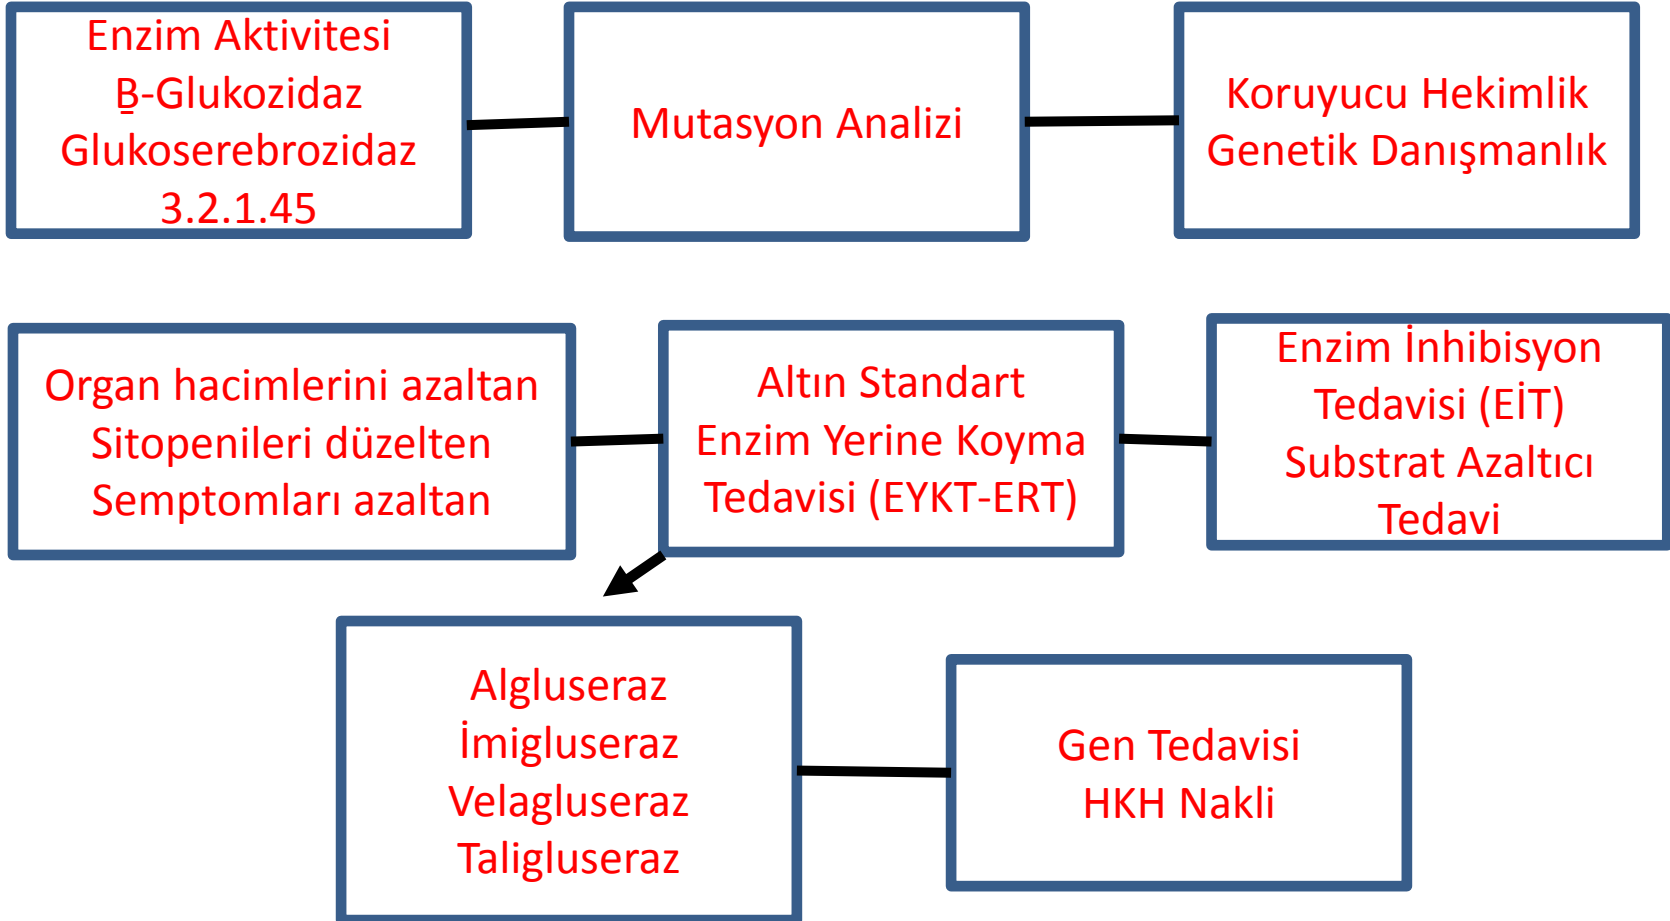 Enzim Aktivitesi
B̲-Glukozidaz
Glukoserebrozidaz
3.2.1.45
Mutasyon Analizi
Koruyucu Hekimlik
Genetik Danışmanlık
Organ hacimlerini azaltan
Sitopenileri düzelten
Semptomları azaltan
Altın Standart
Enzim Yerine Koyma
Tedavisi (EYKT-ERT)
Enzim İnhibisyon
Tedavisi (EİT)
Substrat Azaltıcı
Tedavi
Algluseraz
İmigluseraz
Velagluseraz
Taligluseraz
Gen Tedavisi
HKH Nakli